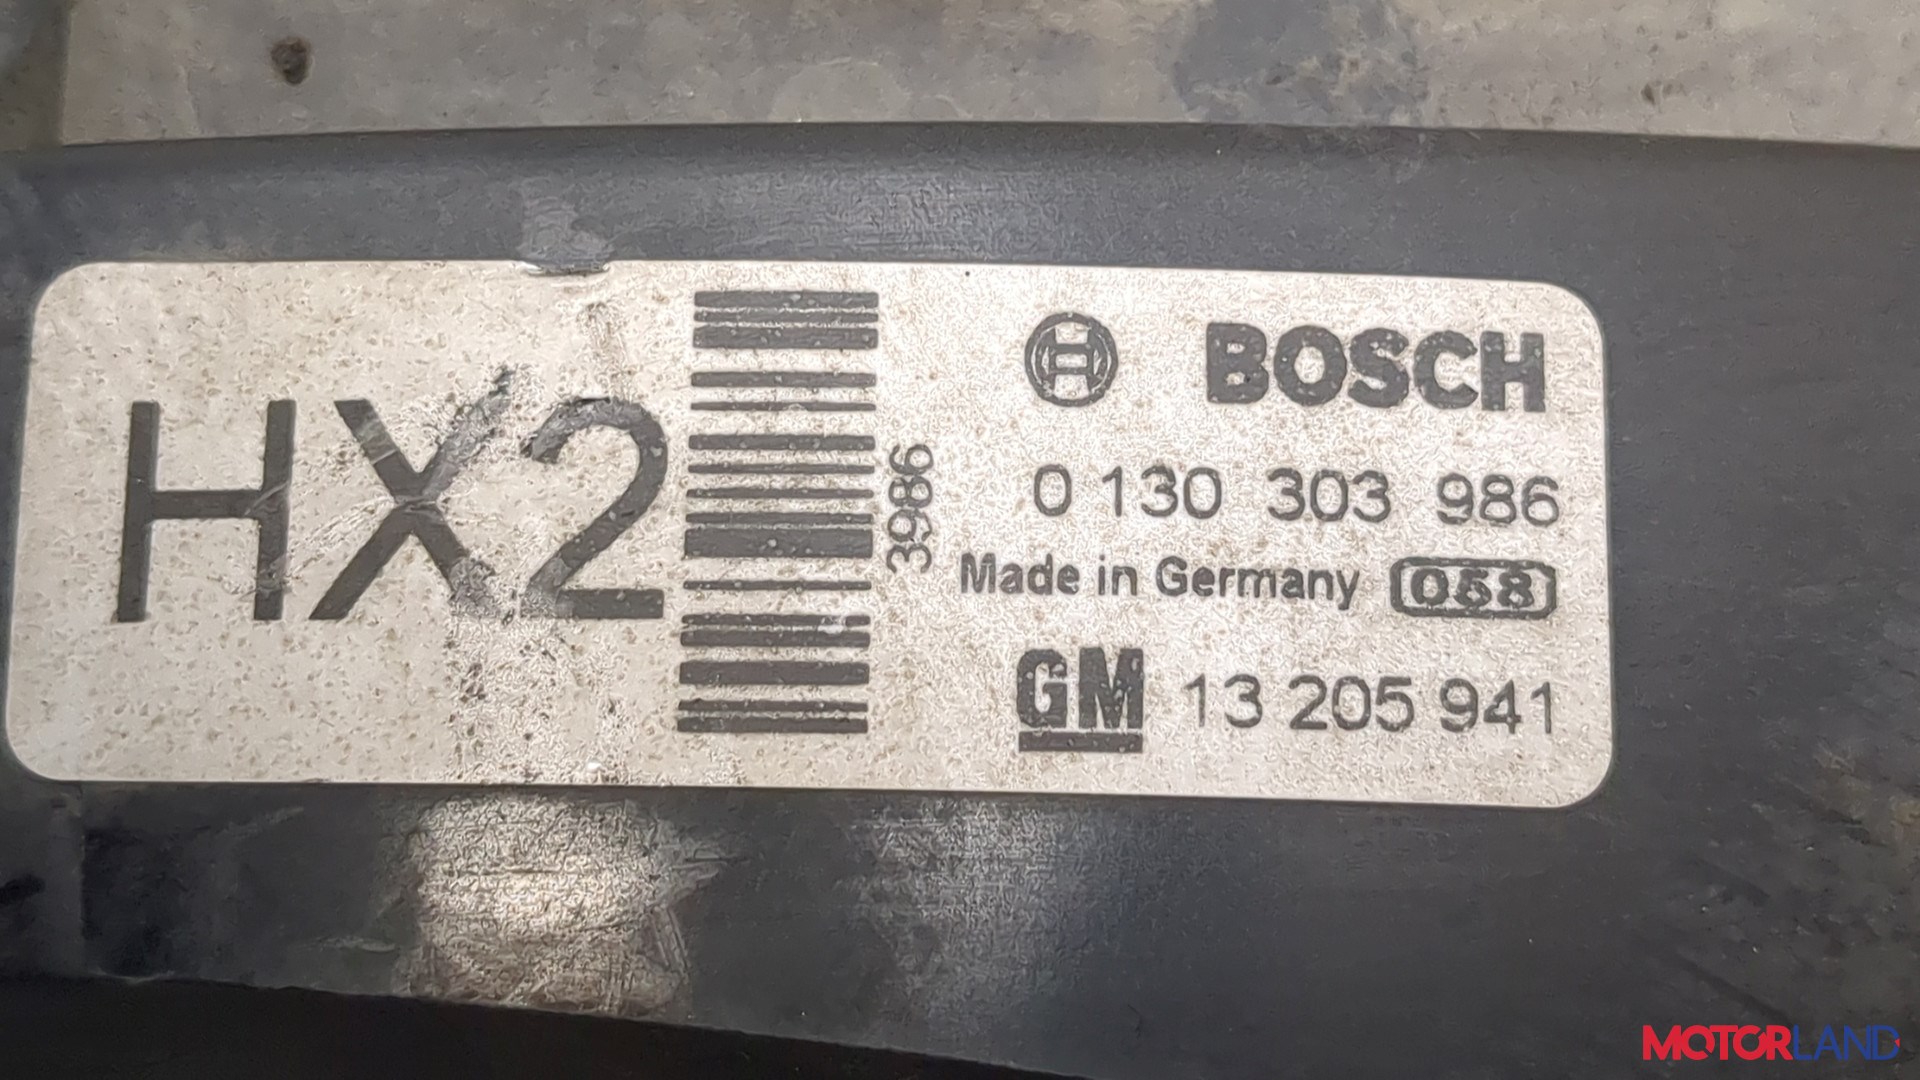 HX2
3986
BOSCH
0 130 303 986
Made in Germany 058
GM 13 205 941
MOTORLAND